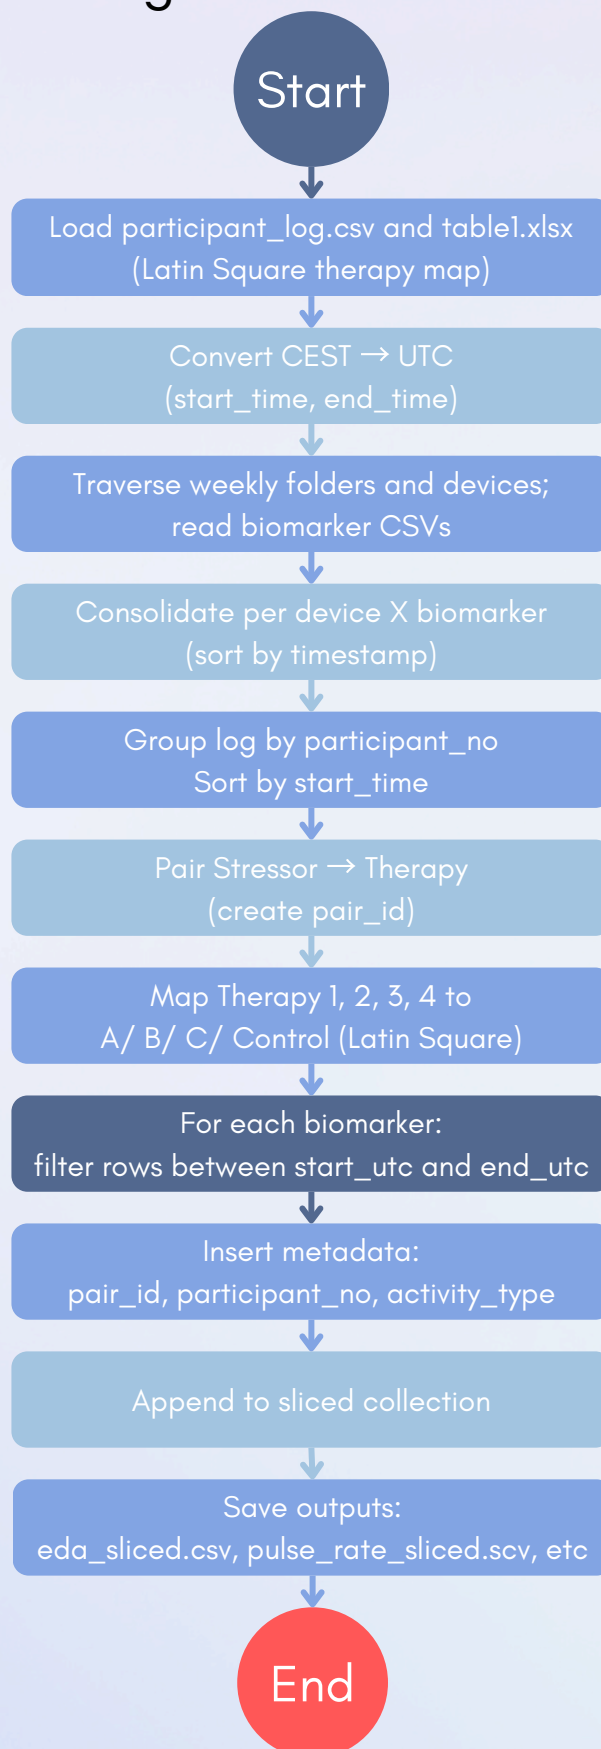 Start
Load participant_log.csv and table1.xlsx
(Latin Square therapy map)
Convert CEST → UTC
(start_time, end_time)
Traverse weekly folders and devices;
read biomarker CSVs
Consolidate per device X biomarker
(sort by timestamp)
Group log by participant_no
Sort by start_time
Pair Stressor → Therapy
(create pair_id)
Map Therapy 1, 2, 3, 4 to
A/ B/ C/ Control (Latin Square)
For each biomarker:
filter rows between start_utc and end_utc
Insert metadata:
pair_id, participant_no, activity_type
Append to sliced collection
Save outputs:
eda_sliced.csv, pulse_rate_sliced.scv, etc
End